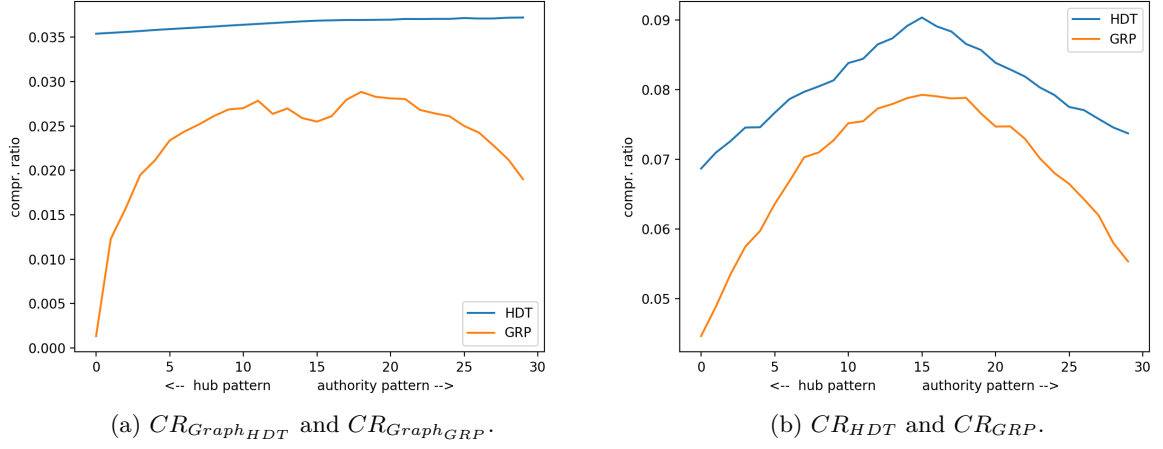 0.035
0.030
0.025
0.020
0.015
0.010
0.005
0.000
compr. ratio
HDT
GRP
0 5 10 15 20 25 30
<-- hub pattern authority pattern -->
(a) CR_{Graph_{HDT}} and CR_{Graph_{GRP}}.
0.09
0.08
0.07
0.06
0.05
compr. ratio
HDT
GRP
0 5 10 15 20 25 30
<-- hub pattern authority pattern -->
(b) CR_{HDT} and CR_{GRP}.